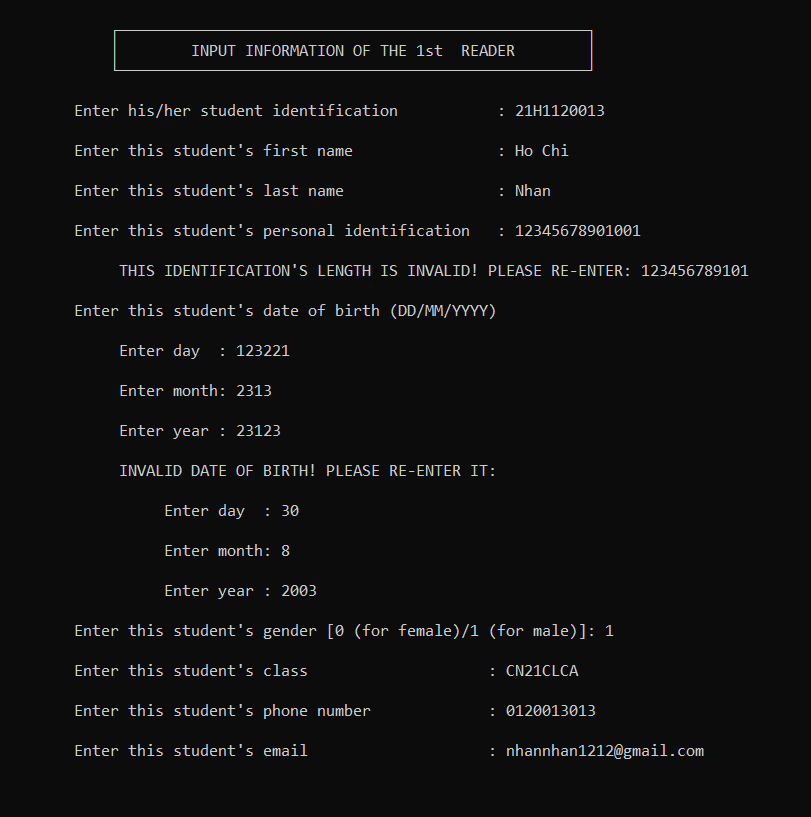 INPUT INFORMATION OF THE 1st  READER
Enter his/her student identification           : 21H1120013
Enter this student's first name                : Ho Chi
Enter this student's last name                 : Nhan
Enter this student's personal identification   : 12345678901001
THIS IDENTIFICATION'S LENGTH IS INVALID! PLEASE RE-ENTER: 123456789101
Enter this student's date of birth (DD/MM/YYYY)
Enter day  : 123221
Enter month: 2313
Enter year : 23123
INVALID DATE OF BIRTH! PLEASE RE-ENTER IT:
Enter day  : 30
Enter month: 8
Enter year : 2003
Enter this student's gender [0 (for female)/1 (for male)]: 1
Enter this student's class                    : CN21CLCA
Enter this student's phone number             : 0120013013
Enter this student's email                    : nhannhan1212@gmail.com